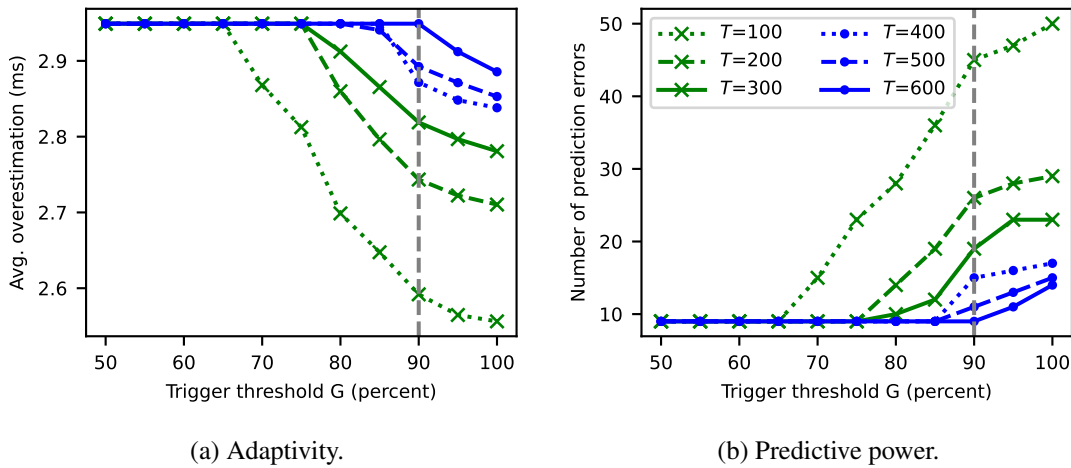 2.9
2.8
2.7
2.6
Avg. overestimation (ms)
50 60 70 80 90 100
Trigger threshold G (percent)
(a) Adaptivity.
50
40
30
20
10
Number of prediction errors
T=100 T=400
T=200 T=500
T=300 T=600
50 60 70 80 90 100
Trigger threshold G (percent)
(b) Predictive power.